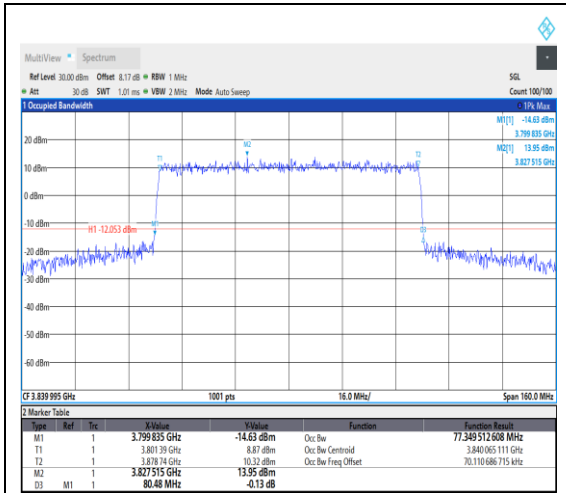 MultiView Spectrum
Ref Level 30.00 dBm Offset 8.17 dB RBW 1 MHz SGL
Att 30 dB SWT 1.01 ms VBW 2 MHz Mode Auto Sweep Count 100/100
1 Occupied Bandwidth 1Pk Max
M1[1] -14.63 dBm
3.799 835 GHz
M2[1] 13.95 dBm
3.827 515 GHz
20 dBm
T1 M2 T2
10 dBm
0 dBm
-10 dBm
H1 -12.053 dBm M1 D3
-20 dBm
-30 dBm
-40 dBm
-50 dBm
-60 dBm
CF 3.839 995 GHz 1001 pts 16.0 MHz/ Span 160.0 MHz
2 Marker Table
Type Ref Trc X-Value Y-Value Function Function Result
M1 1 3.799 835 GHz -14.63 dBm Occ Bw 77.349 512 608 MHz
T1 1 3.801 39 GHz 8.87 dBm Occ Bw Centroid 3.840 065 111 GHz
T2 1 3.878 74 GHz 10.32 dBm Occ Bw Freq Offset 70.110 686 715 kHz
M2 1 3.827 515 GHz 13.95 dBm
D3 M1 1 80.48 MHz -0.13 dB